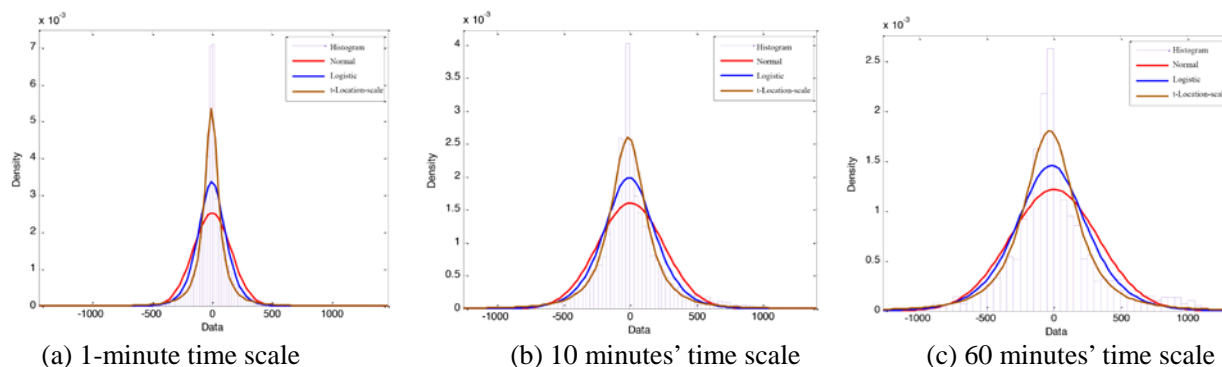 x 10⁻³
7
6
5
4
3
2
1
0
Density
-1000
-500
0
500
1000
Data
Histogram
Normal
Logistic
t-Location-scale
(a) 1-minute time scale
x 10⁻³
4
3.5
3
2.5
2
1.5
1
0.5
0
Density
-1000
-500
0
500
1000
Data
Histogram
Normal
Logistic
t-Location-scale
(b) 10 minutes’ time scale
x 10⁻³
2.5
2
1.5
1
0.5
0
Density
-1000
-500
0
500
1000
Data
Histogram
Normal
Logistic
t-Location-scale
(c) 60 minutes’ time scale